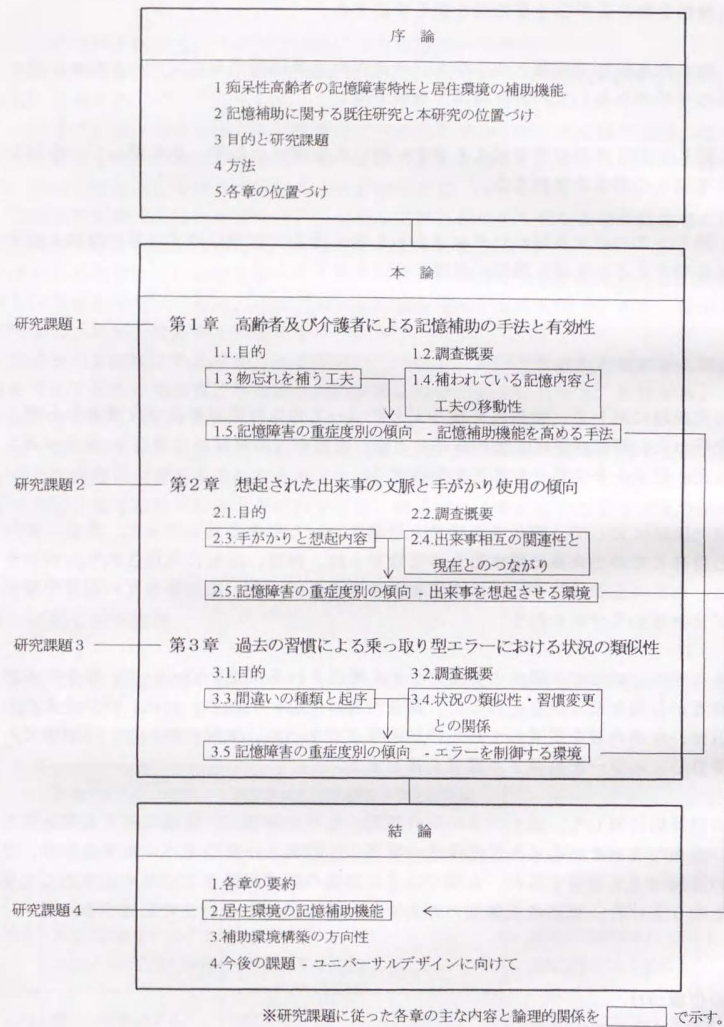 序 論
1 痴呆性高齢者の記憶障害特性と居住環境の補助機能
2 記憶補助に関する既往研究と本研究の位置づけ
3 目的と研究課題
4 方法
5.各章の位置づけ
本 論
研究課題1 第1章 高齢者及び介護者による記憶補助の手法と有効性
1.1.目的 1.2.調査概要
1.3 物忘れを補う工夫 1.4.補われている記憶内容と
工夫の移動性
1.5.記憶障害の重症度別の傾向 - 記憶補助機能を高める手法
研究課題2 第2章 想起された出来事の文脈と手がかり使用の傾向
2.1.目的 2.2.調査概要
2.3.手がかりと想起内容 2.4.出来事相互の関連性と
現在とのつながり
2.5.記憶障害の重症度別の傾向 - 出来事を想起させる環境
研究課題3 第3章 過去の習慣による乗っ取り型エラーにおける状況の類似性
3.1.目的 3 2.調査概要
3.3.間違いの種類と起序 3.4.状況の類似性・習慣変更
との関係
3.5 記憶障害の重症度別の傾向 - エラーを制御する環境
結 論
1.各章の要約
研究課題4 2.居住環境の記憶補助機能
3.補助環境構築の方向性
4.今後の課題 - ユニバーサルデザインに向けて
※研究課題に従った各章の主な内容と論理的関係を で示す。